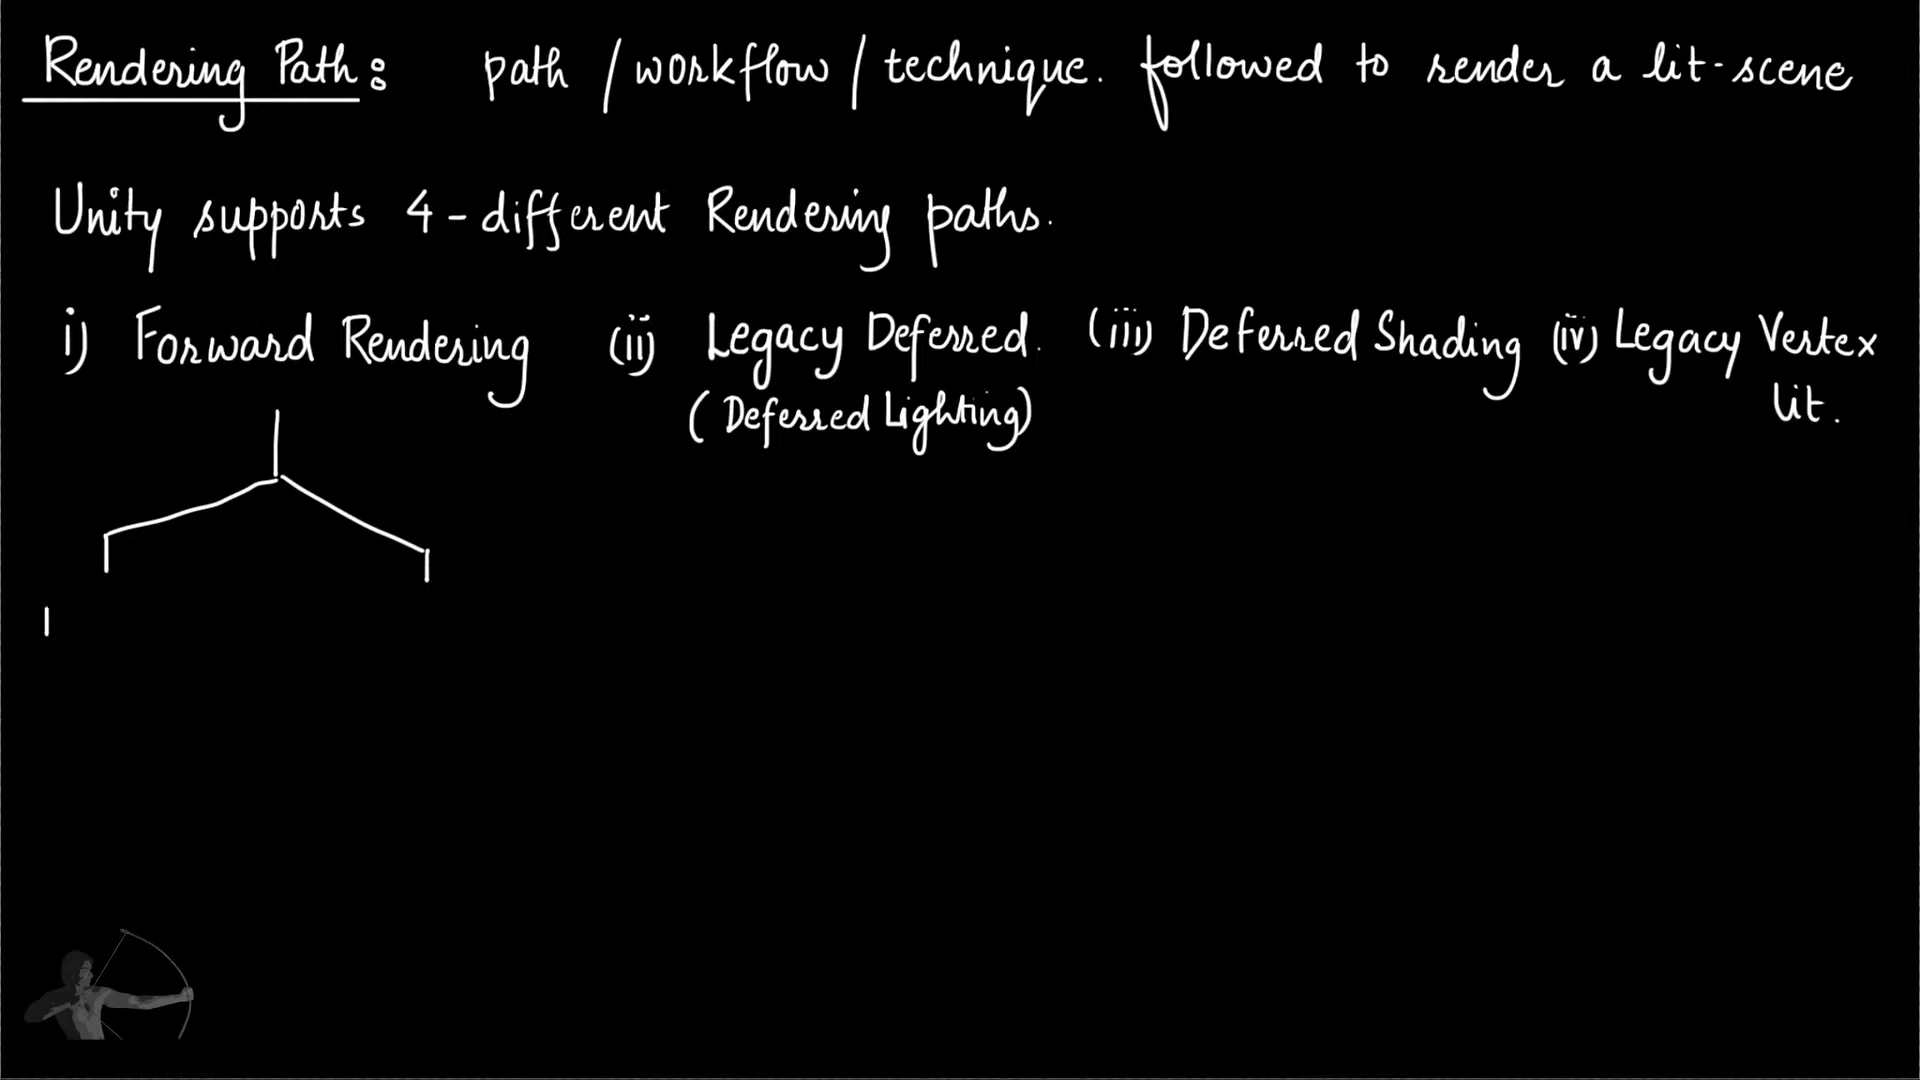 Rendering Path: path / workflow / technique. followed to render a lit-scene
Unity supports 4-different Rendering paths.
i) Forward Rendering (ii) Legacy Deferred. (iii) Deferred Shading (iv) Legacy Vertex
(Deferred Lighting) lit.